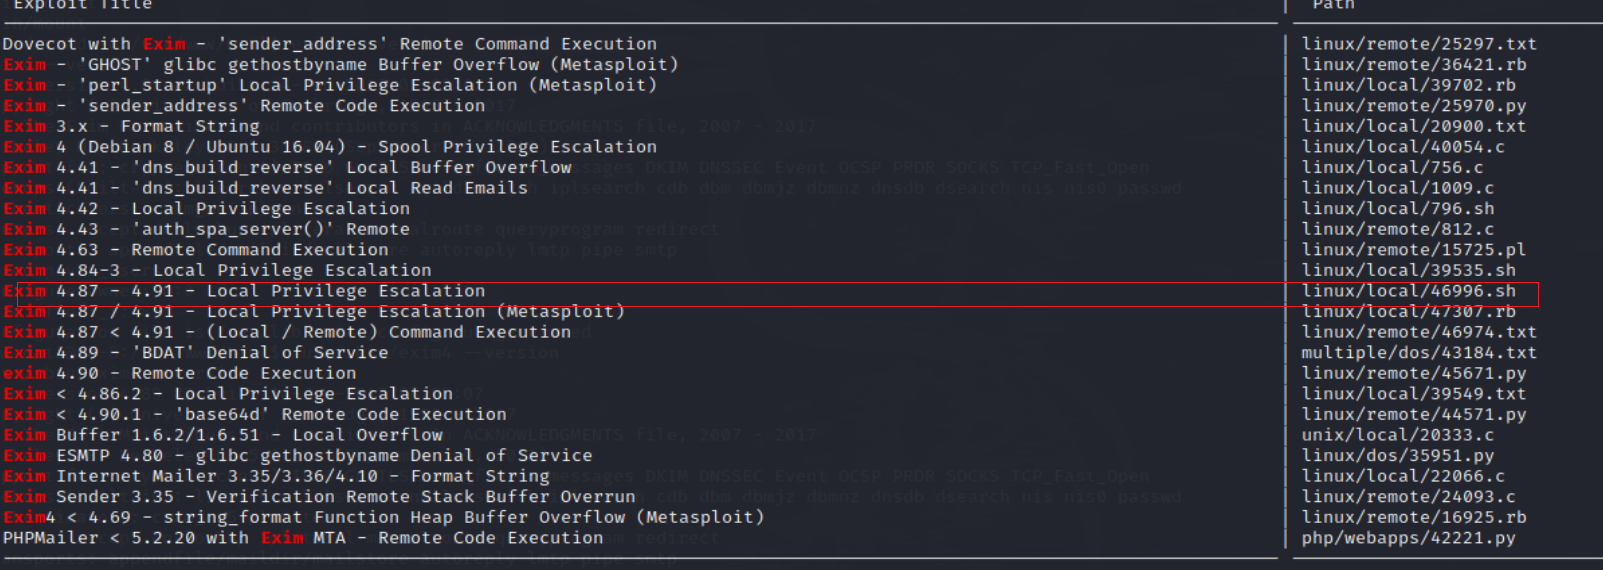 Exploit Title | Path
Dovecot with Exim - 'sender_address' Remote Command Execution | linux/remote/25297.txt
Exim - 'GHOST' glibc gethostbyname Buffer Overflow (Metasploit) | linux/remote/36421.rb
Exim - 'perl_startup' Local Privilege Escalation (Metasploit) | linux/local/39702.rb
Exim - 'sender_address' Remote Code Execution | linux/remote/25970.py
Exim 3.x - Format String | linux/local/20900.txt
Exim 4 (Debian 8 / Ubuntu 16.04) - Spool Privilege Escalation | linux/local/40054.c
Exim 4.41 - 'dns_build_reverse' Local Buffer Overflow | linux/local/756.c
Exim 4.41 - 'dns_build_reverse' Local Read Emails | linux/local/1009.c
Exim 4.42 - Local Privilege Escalation | linux/local/796.sh
Exim 4.43 - 'auth_spa_server()' Remote | linux/remote/812.c
Exim 4.63 - Remote Command Execution | linux/remote/15725.pl
Exim 4.84-3 - Local Privilege Escalation | linux/local/39535.sh
Exim 4.87 - 4.91 - Local Privilege Escalation | linux/local/46996.sh
Exim 4.87 / 4.91 - Local Privilege Escalation (Metasploit) | linux/local/47307.rb
Exim 4.87 < 4.91 - (Local / Remote) Command Execution | linux/remote/46974.txt
Exim 4.89 - 'BDAT' Denial of Service | multiple/dos/43184.txt
exim 4.90 - Remote Code Execution | linux/remote/45671.py
Exim < 4.86.2 - Local Privilege Escalation | linux/local/39549.txt
Exim < 4.90.1 - 'base64d' Remote Code Execution | linux/remote/44571.py
Exim Buffer 1.6.2/1.6.51 - Local Overflow | unix/local/20333.c
Exim ESMTP 4.80 - glibc gethostbyname Denial of Service | linux/dos/35951.py
Exim Internet Mailer 3.35/3.36/4.10 - Format String | linux/local/22066.c
Exim Sender 3.35 - Verification Remote Stack Buffer Overrun | linux/remote/24093.c
Exim4 < 4.69 - string_format Function Heap Buffer Overflow (Metasploit) | linux/remote/16925.rb
PHPMailer < 5.2.20 with Exim MTA - Remote Code Execution | php/webapps/42221.py